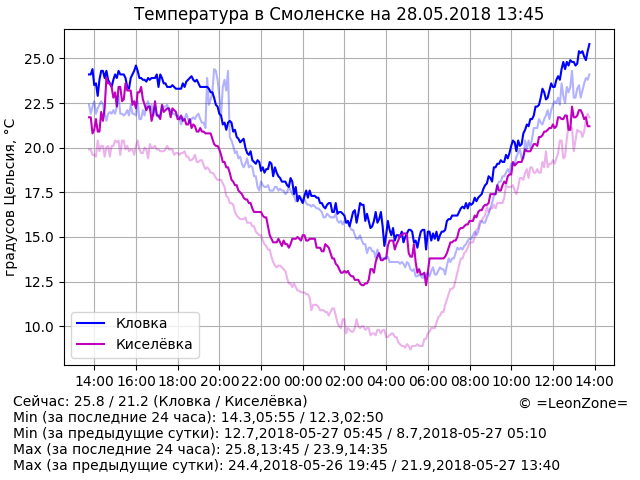 Температура в Смоленске на 28.05.2018 13:45
градусов Цельсия, °C
25.0
22.5
20.0
17.5
15.0
12.5
10.0
Кловка
Киселёвка
14:00 16:00 18:00 20:00 22:00 00:00 02:00 04:00 06:00 08:00 10:00 12:00 14:00
Сейчас: 25.8 / 21.2 (Кловка / Киселёвка)
© =LeonZone=
Min (за последние 24 часа): 14.3,05:55 / 12.3,02:50
Min (за предыдущие сутки): 12.7,2018-05-27 05:45 / 8.7,2018-05-27 05:10
Max (за последние 24 часа): 25.8,13:45 / 23.9,14:35
Max (за предыдущие сутки): 24.4,2018-05-26 19:45 / 21.9,2018-05-27 13:40